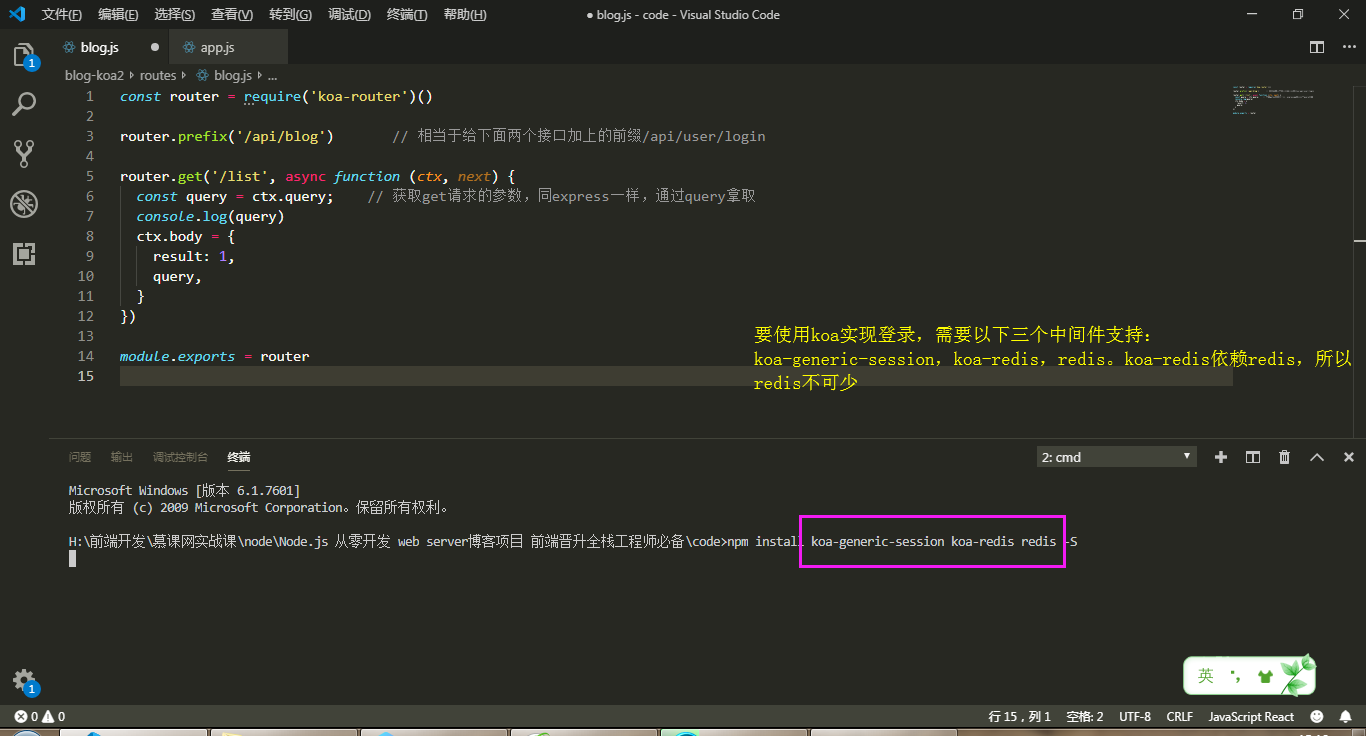 文件(F) 编辑(E) 选择(S) 查看(V) 转到(G) 调试(D) 终端(T) 帮助(H) ● blog.js - code - Visual Studio Code
blog.js ● app.js
blog-koa2 routes blog.js ...
1 const router = require('koa-router')()
2
3 router.prefix('/api/blog') // 相当于给下面两个接口加上的前缀/api/user/login
4
5 router.get('/list', async function (ctx, next) {
6 const query = ctx.query; // 获取get请求的参数，同express一样，通过query拿取
7 console.log(query)
8 ctx.body = {
9 result: 1,
10 query,
11 }
12 })
13
14 module.exports = router
15
要使用koa实现登录，需要以下三个中间件支持：
koa-generic-session，koa-redis，redis。koa-redis依赖redis，所以
redis不可少
问题 输出 调试控制台 终端 2: cmd
Microsoft Windows [版本 6.1.7601]
版权所有 (c) 2009 Microsoft Corporation。保留所有权利。
H:\前端开发\慕课网实战课\node\Node.js 从零开发 web server博客项目 前端晋升全栈工程师必备\code>npm install koa-generic-session koa-redis redis -S
1
英
1
0 0 行 15，列 1 空格: 2 UTF-8 CRLF JavaScript React